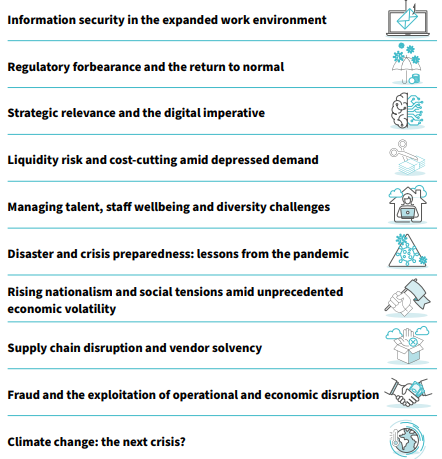 Information security in the expanded work environment
Regulatory forbearance and the return to normal
Strategic relevance and the digital imperative
Liquidity risk and cost-cutting amid depressed demand
Managing talent, staff wellbeing and diversity challenges
Disaster and crisis preparedness: lessons from the pandemic
Rising nationalism and social tensions amid unprecedented
economic volatility
Supply chain disruption and vendor solvency
Fraud and the exploitation of operational and economic disruption
Climate change: the next crisis?